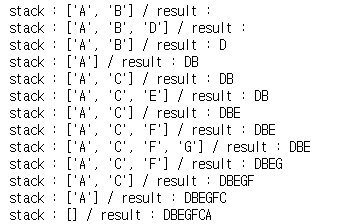 stack : ['A', 'B'] / result :
stack : ['A', 'B', 'D'] / result :
stack : ['A', 'B'] / result : D
stack : ['A'] / result : DB
stack : ['A', 'C'] / result : DB
stack : ['A', 'C', 'E'] / result : DB
stack : ['A', 'C'] / result : DBE
stack : ['A', 'C', 'F'] / result : DBE
stack : ['A', 'C', 'F', 'G'] / result : DBE
stack : ['A', 'C', 'F'] / result : DBEG
stack : ['A', 'C'] / result : DBEGF
stack : ['A'] / result : DBEGFC
stack : [] / result : DBEGFCA